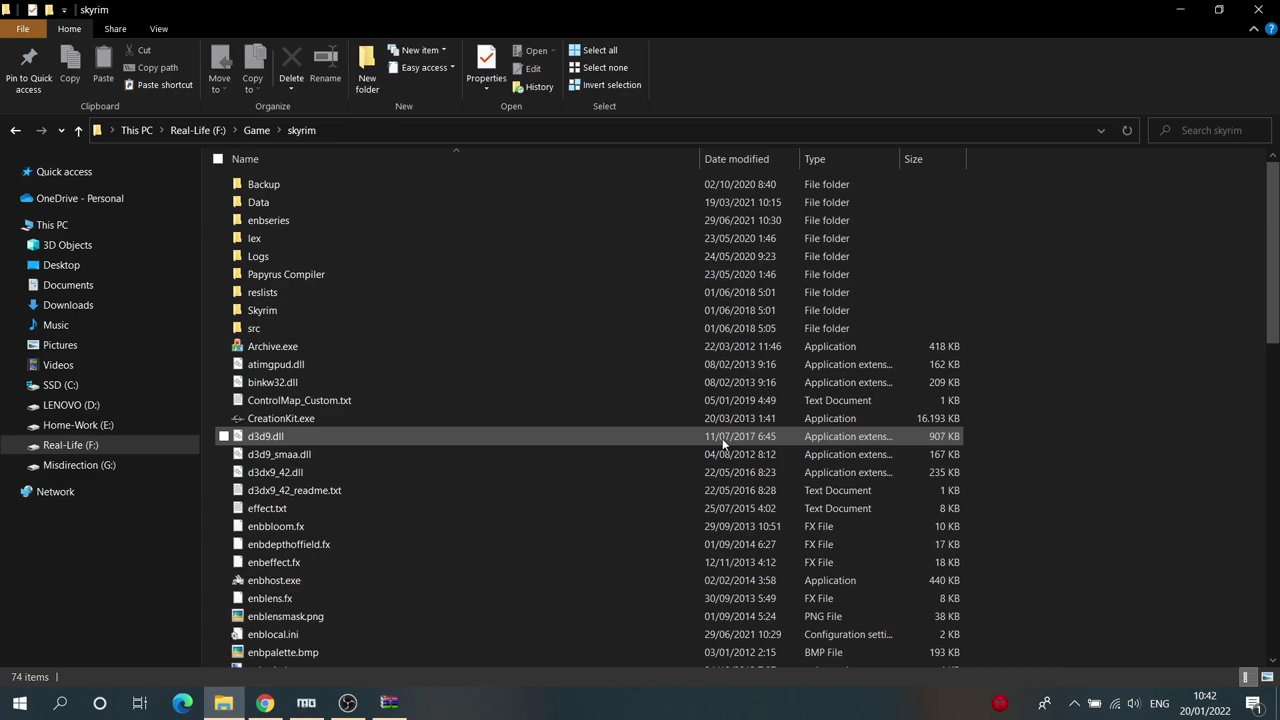 skyrim
File Home Share View
Pin to Quick access
Copy
Paste
Cut
Copy path
Paste shortcut
Clipboard
Move to
Copy to
Delete
Rename
Organize
New folder
New item
Easy access
New
Properties
Open
Edit
History
Open
Select all
Select none
Invert selection
Select
This PC Real-Life (F:) Game skyrim
Search skyrim
Quick access
OneDrive - Personal
This PC
3D Objects
Desktop
Documents
Downloads
Music
Pictures
Videos
SSD (C:)
LENOVO (D:)
Home-Work (E:)
Real-Life (F:)
Misdirection (G:)
Network
Name Date modified Type Size
Backup 02/10/2020 8:40 File folder
Data 19/03/2021 10:15 File folder
enbseries 29/06/2021 10:30 File folder
lex 23/05/2020 1:46 File folder
Logs 24/05/2020 9:23 File folder
Papyrus Compiler 23/05/2020 1:46 File folder
reslists 01/06/2018 5:01 File folder
Skyrim 01/06/2018 5:01 File folder
src 01/06/2018 5:05 File folder
Archive.exe 22/03/2012 11:46 Application 418 KB
atimgpud.dll 08/02/2013 9:16 Application extens... 162 KB
binkw32.dll 08/02/2013 9:16 Application extens... 209 KB
ControlMap_Custom.txt 05/01/2019 4:49 Text Document 1 KB
CreationKit.exe 20/03/2013 1:41 Application 16.193 KB
d3d9.dll 11/07/2017 6:45 Application extens... 907 KB
d3d9_smaa.dll 04/08/2012 8:12 Application extens... 167 KB
d3dx9_42.dll 22/05/2016 8:23 Application extens... 235 KB
d3dx9_42_readme.txt 22/05/2016 8:28 Text Document 1 KB
effect.txt 25/07/2015 4:02 Text Document 8 KB
enbbloom.fx 29/09/2013 10:51 FX File 10 KB
enbdepthoffield.fx 01/09/2014 6:27 FX File 17 KB
enbeffect.fx 12/11/2013 4:12 FX File 18 KB
enbhost.exe 02/02/2014 3:58 Application 440 KB
enblens.fx 30/09/2013 5:49 FX File 8 KB
enblensmask.png 01/09/2014 5:24 PNG File 38 KB
enblocal.ini 29/06/2021 10:29 Configuration setti... 2 KB
enbpalette.bmp 03/01/2012 2:15 BMP File 193 KB
74 items
ENG
10:42
20/01/2022